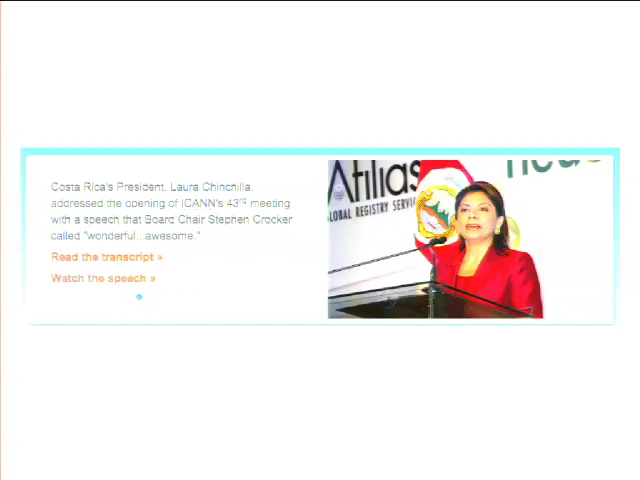 Costa Rica's President, Laura Chinchilla,
addressed the opening of ICANN's 43rd meeting
with a speech that Board Chair Stephen Crocker
called "wonderful...awesome."
Read the transcript »
Watch the speech »
Afilias
GLOBAL REGISTRY SERVIC